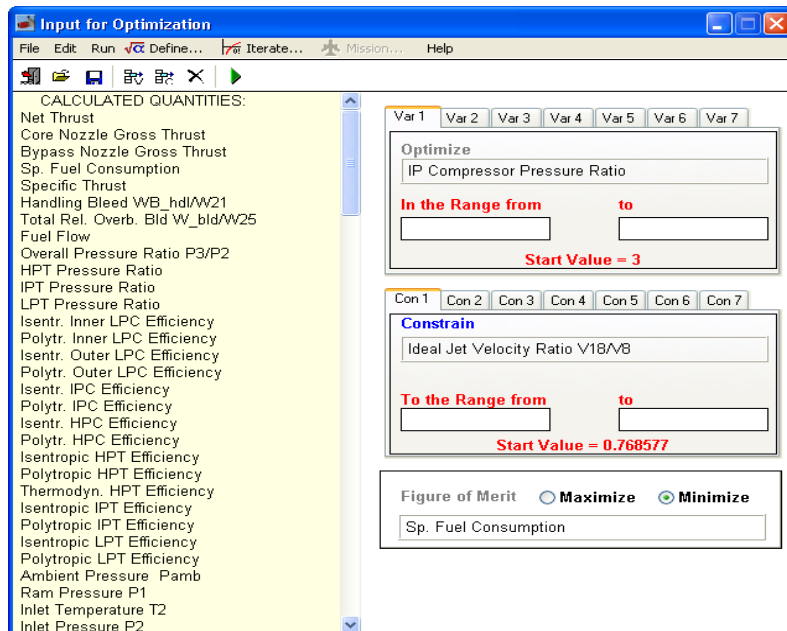 Input for Optimization
File Edit Run √α Define... Iterate... Mission... Help
CALCULATED QUANTITIES:
Net Thrust
Core Nozzle Gross Thrust
Bypass Nozzle Gross Thrust
Sp. Fuel Consumption
Specific Thrust
Handling Bleed WB_hdl/W21
Total Rel. Overb. Bld W_bld/W25
Fuel Flow
Overall Pressure Ratio P3/P2
HPT Pressure Ratio
IPT Pressure Ratio
LPT Pressure Ratio
Isentr. Inner LPC Efficiency
Polytr. Inner LPC Efficiency
Isentr. Outer LPC Efficiency
Polytr. Outer LPC Efficiency
Isentr. IPC Efficiency
Polytr. IPC Efficiency
Isentr. HPC Efficiency
Polytr. HPC Efficiency
Isentropic HPT Efficiency
Polytropic HPT Efficiency
Thermodyn. HPT Efficiency
Isentropic IPT Efficiency
Polytropic IPT Efficiency
Isentropic LPT Efficiency
Polytropic LPT Efficiency
Ambient Pressure Pamb
Ram Pressure P1
Inlet Temperature T2
Inlet Pressure P2
Var 1 Var 2 Var 3 Var 4 Var 5 Var 6 Var 7
Optimize
IP Compressor Pressure Ratio
In the Range from to
Start Value = 3
Con 1 Con 2 Con 3 Con 4 Con 5 Con 6 Con 7
Constrain
Ideal Jet Velocity Ratio V18/V8
To the Range from to
Start Value = 0.768577
Figure of Merit Maximize Minimize
Sp. Fuel Consumption